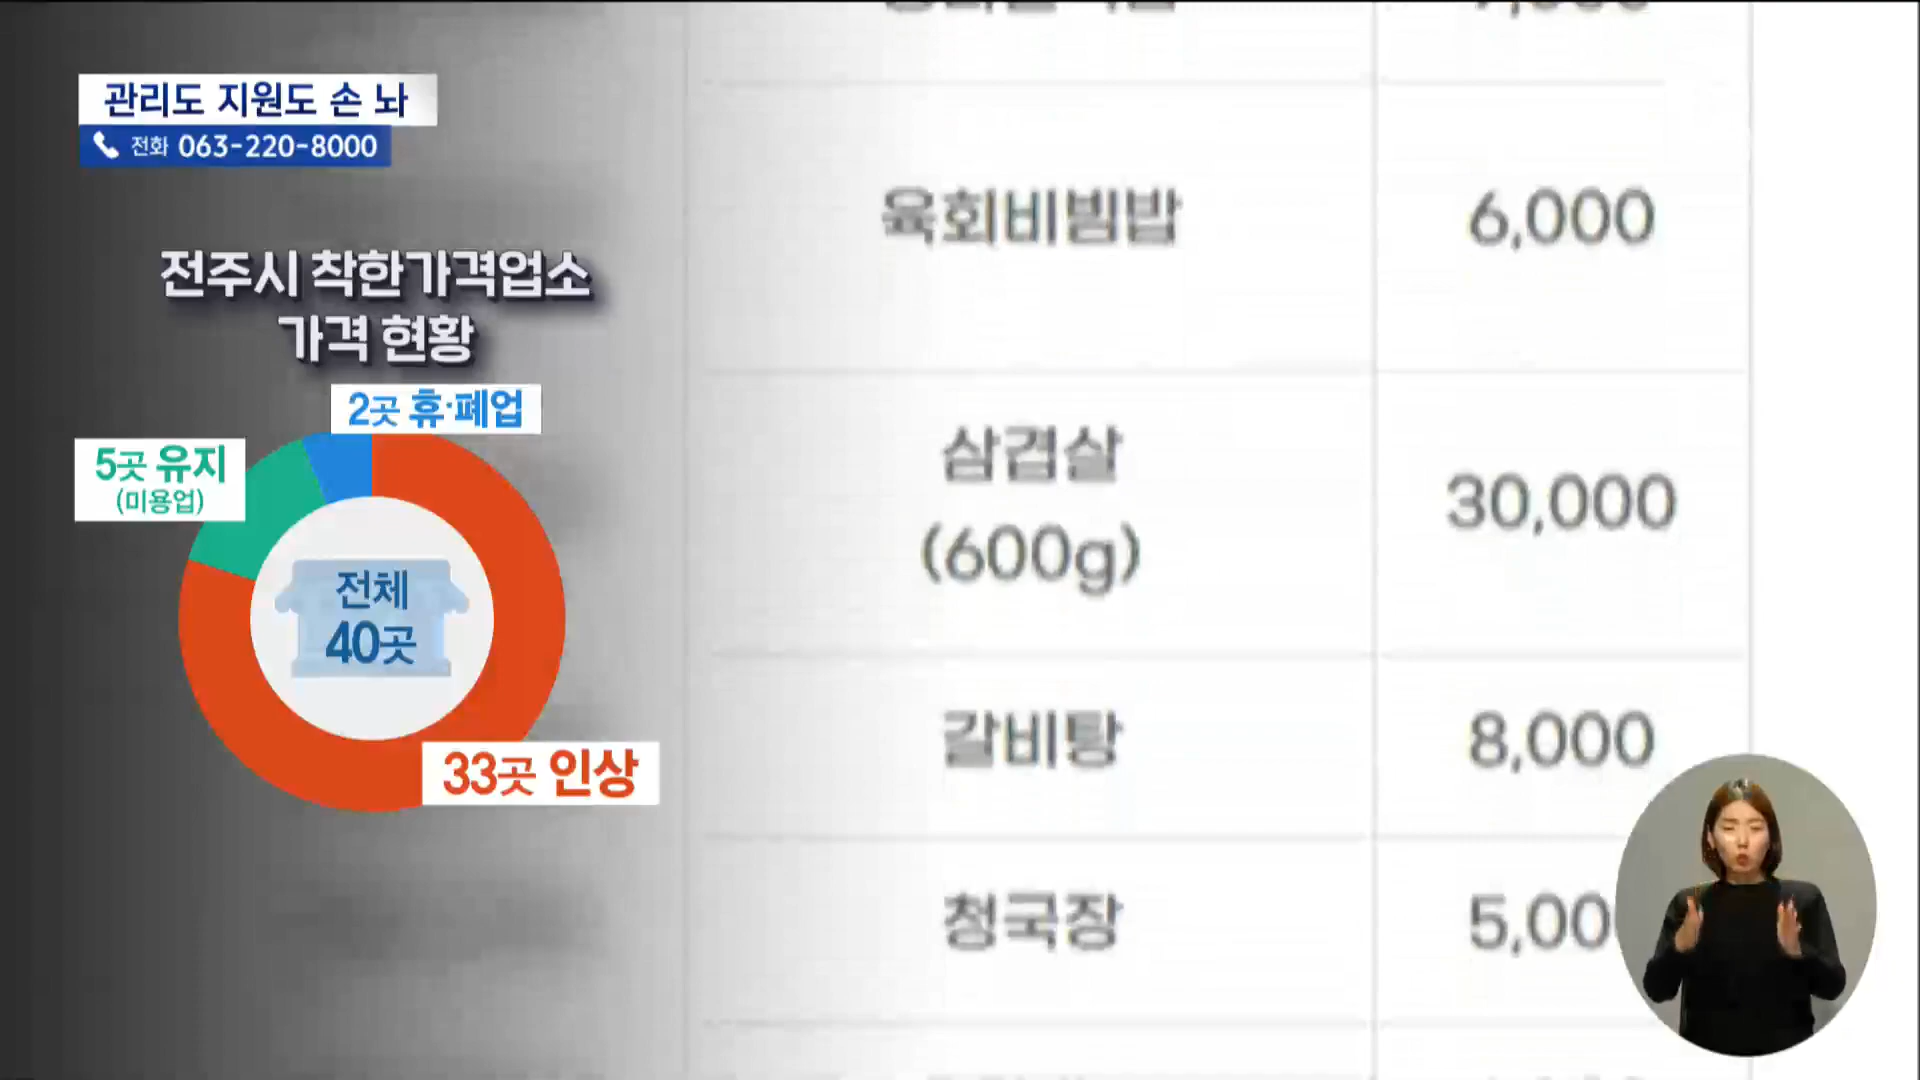 관리도 지원도 손 놔
전화 063-220-8000
전주시 착한가격업소
가격 현황
2곳 휴·폐업
5곳 유지
(미용업)
전체
40곳
33곳 인상
육회비빔밥 6,000
삼겹살
(600g) 30,000
갈비탕 8,000
청국장 5,00